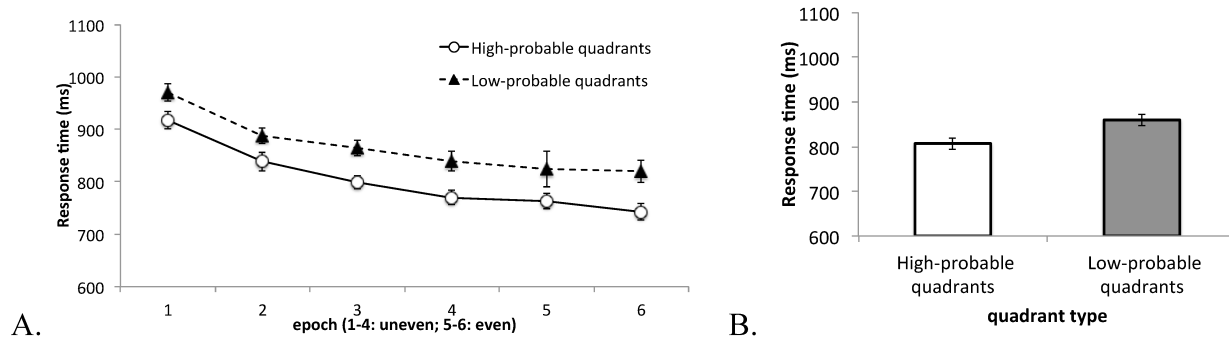 1100
1000
900
800
700
600
Response time (ms)
High-probable quadrants
Low-probable quadrants
1 2 3 4 5 6
epoch (1-4: uneven; 5-6: even)
A.
1100
1000
900
800
700
600
Response time (ms)
High-probable quadrants
Low-probable quadrants
quadrant type
B.